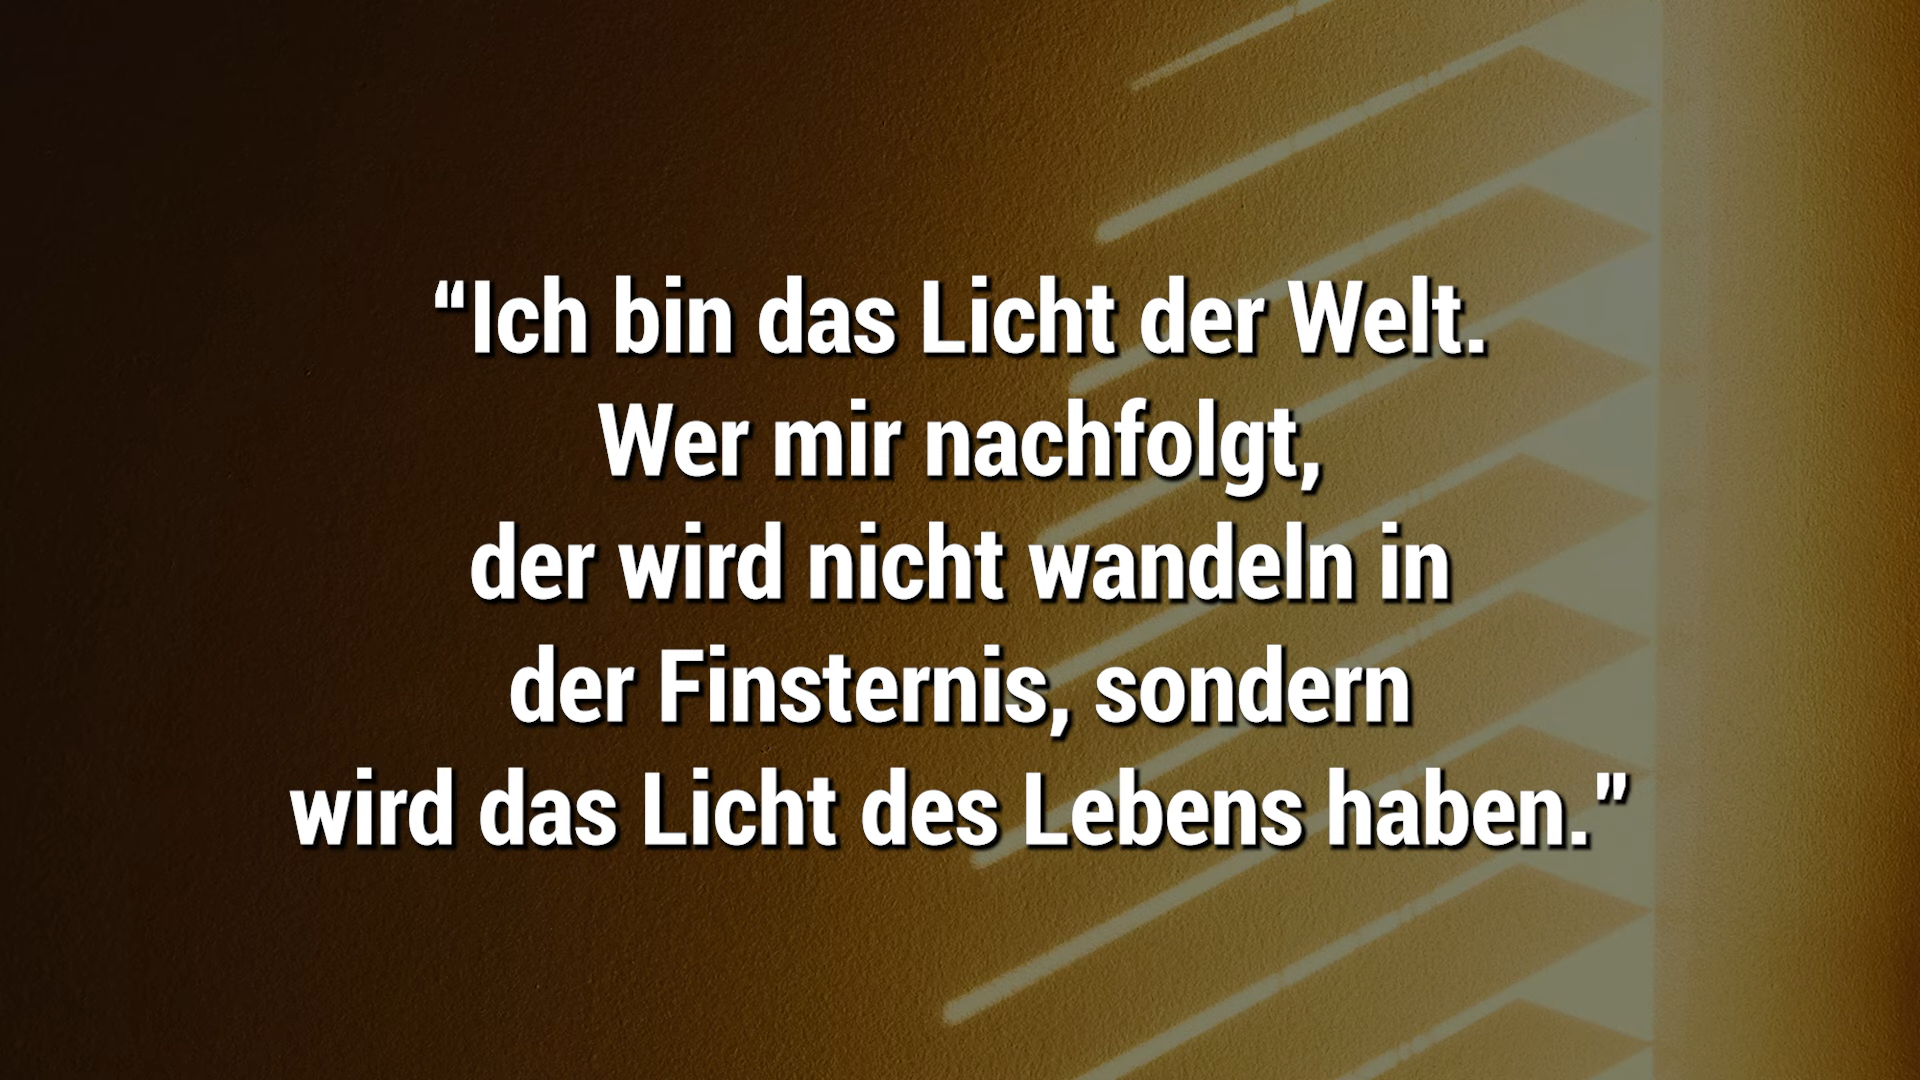 “Ich bin das Licht der Welt.
Wer mir nachfolgt,
der wird nicht wandeln in
der Finsternis, sondern
wird das Licht des Lebens haben.”